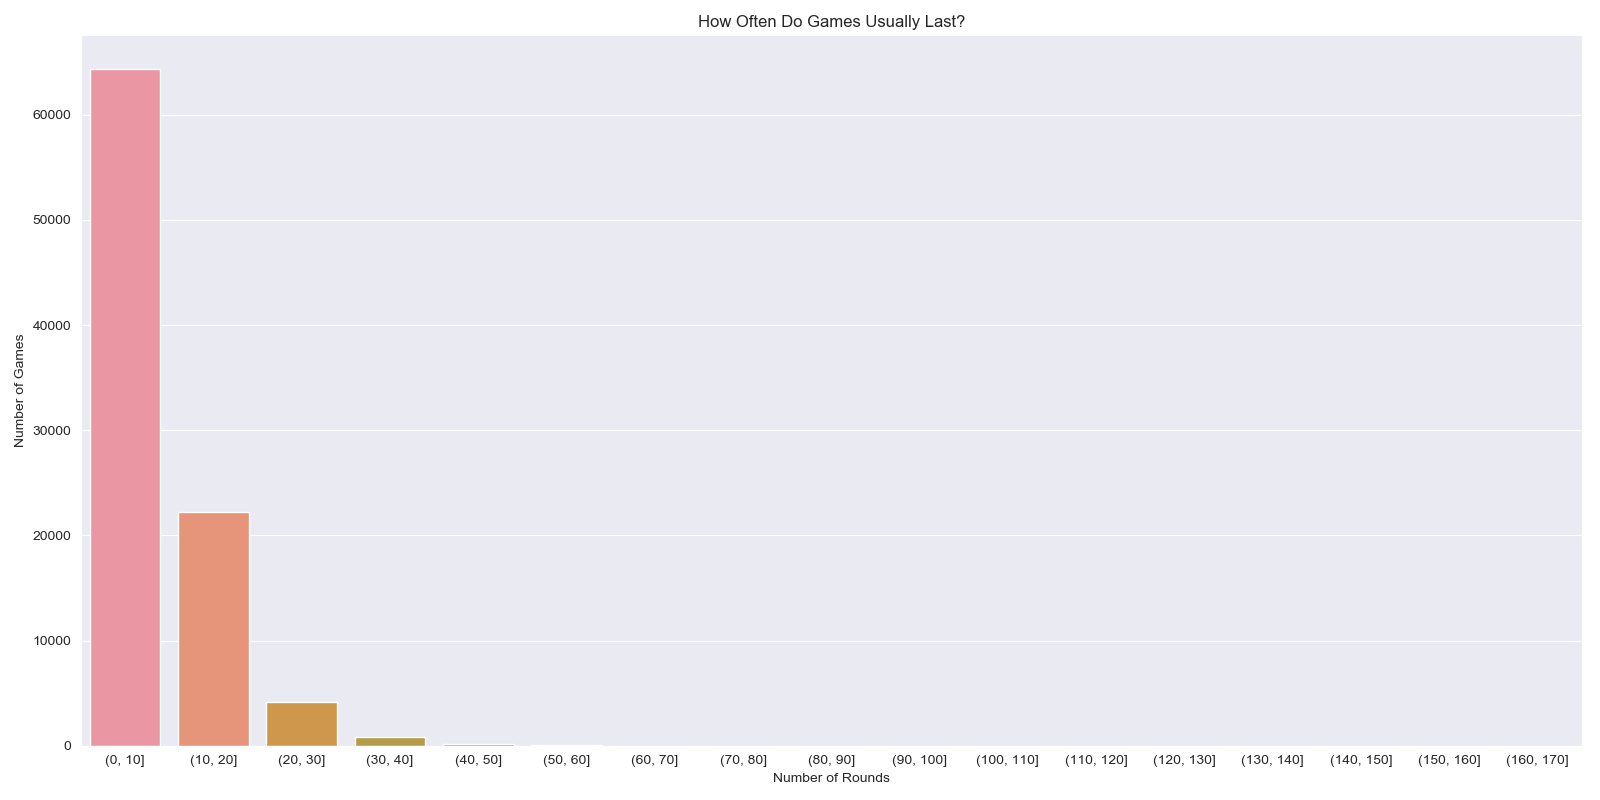 How Often Do Games Usually Last?
Number of Games
60000
50000
40000
30000
20000
10000
0
(0, 10] (10, 20] (20, 30] (30, 40] (40, 50] (50, 60] (60, 70] (70, 80] (80, 90] (90, 100] (100, 110] (110, 120] (120, 130] (130, 140] (140, 150] (150, 160] (160, 170]
Number of Rounds